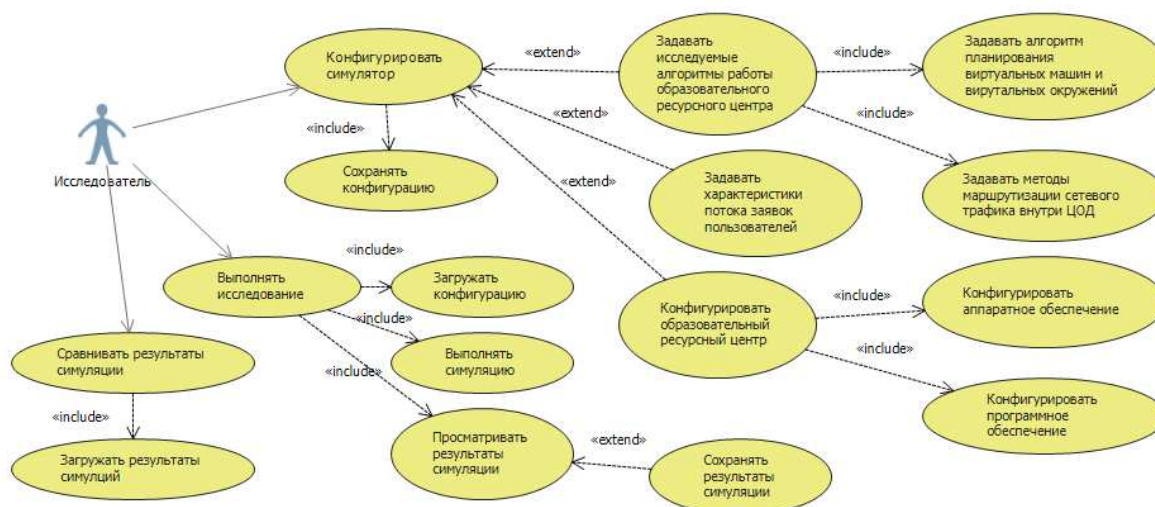 Исследователь
Конфигурировать
симулятор
«extend»
Задавать
исследуемые
алгоритмы работы
образовательного
ресурсного центра
«include»
Задавать алгоритм
планирования
виртуальных машин и
вирутальных окружений
«include»
«extend»
«include»
Сохранять
конфигурацию
«extend»
Задавать
характеристики
потока заявок
пользователей
Задавать методы
маршрутизации сетевого
трафика внутри ЦОД
«include»
Выполнять
исследование
Загружать
конфигурацию
«include»
Выполнять
симуляцию
«include»
Конфигурировать
образовательный
ресурсный центр
«include»
Конфигурировать
аппаратное обеспечение
«include»
Конфигурировать
программное
обеспечение
Сравнивать результаты
симуляции
«include»
Загружать результаты
симулций
Просматривать
результаты
симуляции
«extend»
Сохранять
результаты
симуляции